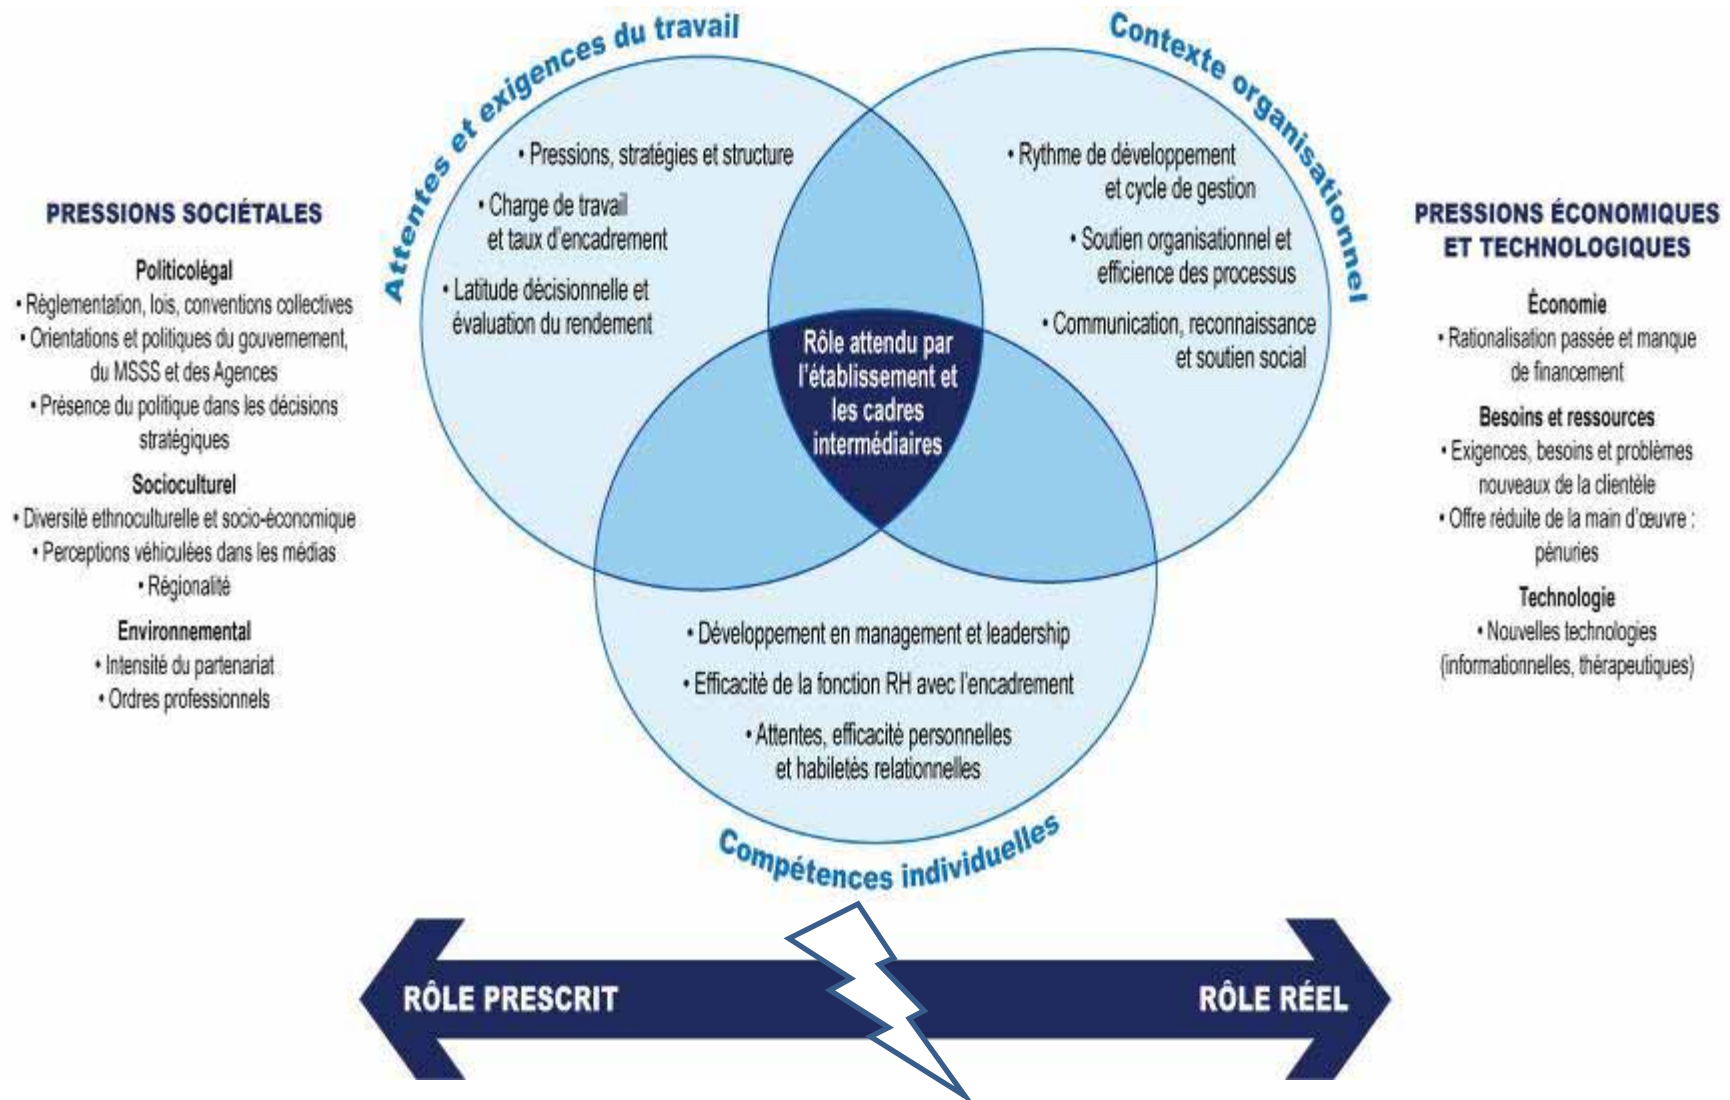 Attentes et exigences du travail
Contexte organisationnel
PRESSIONS SOCIÉTALES
Politicolégal
• Règlementation, lois, conventions collectives
• Orientations et politiques du gouvernement,
du MSSS et des Agences
• Présence du politique dans les décisions
stratégiques
Socioculturel
• Diversité ethnoculturelle et socio-économique
• Perceptions véhiculées dans les médias
• Régionalité
Environnemental
• Intensité du partenariat
• Ordres professionnels
• Pressions, stratégies et structure
• Charge de travail
et taux d'encadrement
• Latitude décisionnelle et
évaluation du rendement
• Rythme de développement
et cycle de gestion
• Soutien organisationnel et
efficience des processus
• Communication, reconnaissance
et soutien social
Rôle attendu par
l'établissement et
les cadres
intermédiaires
• Développement en management et leadership
• Efficacité de la fonction RH avec l'encadrement
• Attentes, efficacité personnelles
et habiletés relationnelles
Compétences individuelles
PRESSIONS ÉCONOMIQUES
ET TECHNOLOGIQUES
Économie
• Rationalisation passée et manque
de financement
Besoins et ressources
• Exigences, besoins et problèmes
nouveaux de la clientèle
• Offre réduite de la main d'œuvre :
pénuries
Technologie
• Nouvelles technologies
(informationnelles, thérapeutiques)
RÔLE PRESCRIT
RÔLE RÉEL